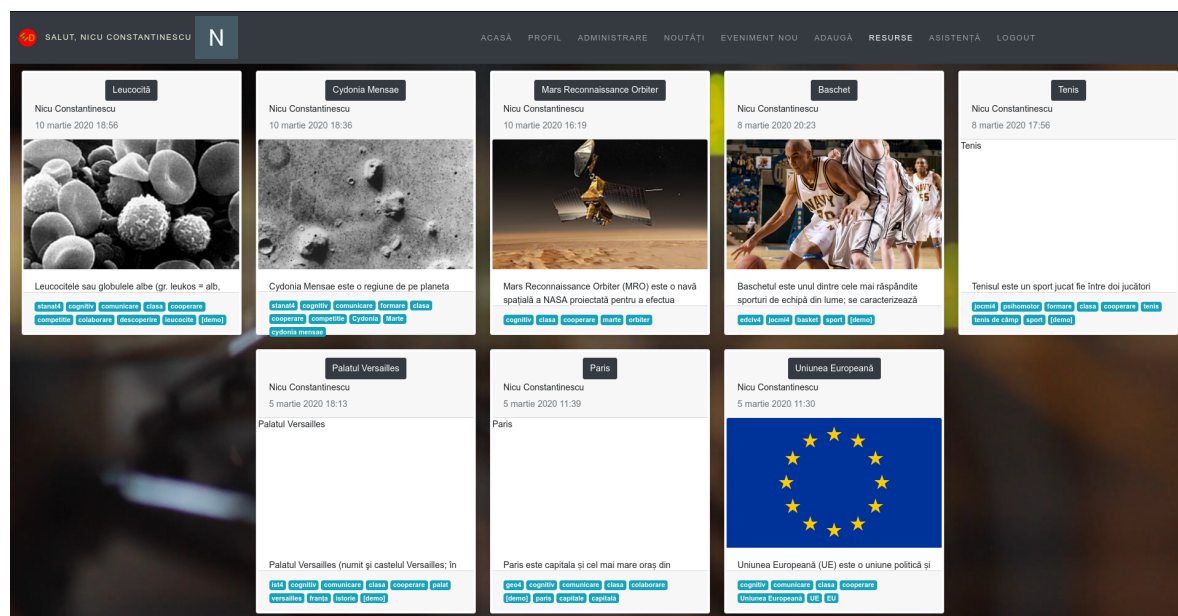 SALUT, NICU CONSTANTINESCU N
ACASĂ PROFIL ADMINISTRARE NOUTĂȚI EVENIMENT NOU ADAUGĂ RESURSE ASISTENȚĂ LOGOUT
Leucocită
Nicu Constantinescu
10 martie 2020 18:56
Leucocitele sau globulele albe (gr. leukos = alb,
stanat4 cognitiv comunicare clasa cooperare
competitie colaborare descoperire leucocite [demo]
Cydonia Mensae
Nicu Constantinescu
10 martie 2020 18:36
Cydonia Mensae este o regiune de pe planeta
stanat4 cognitiv comunicare formare clasa
cooperare competitie Cydonia Marte
cydonia mensae
Mars Reconnaissance Orbiter
Nicu Constantinescu
10 martie 2020 16:19
Mars Reconnaissance Orbiter (MRO) este o navă
spațială a NASA proiectată pentru a efectua
cognitiv clasa cooperare marte orbiter
Baschet
Nicu Constantinescu
8 martie 2020 20:23
NAVY
NAVY
55
Baschetul este unul dintre cele mai răspândite
sporturi de echipă din lume; se caracterizează
edciv4 jocmi4 basket sport [demo]
Tenis
Nicu Constantinescu
8 martie 2020 17:56
Tenis
Tenisul este un sport jucat fie între doi jucători
jocmi4 psihomotor formare clasa cooperare tenis
tenis de câmp sport [demo]
Palatul Versailles
Nicu Constantinescu
5 martie 2020 18:13
Palatul Versailles
Palatul Versailles (numit şi castelul Versailles; în
ist4 cognitiv comunicare clasa cooperare palat
versailles franța istorie [demo]
Paris
Nicu Constantinescu
5 martie 2020 11:39
Paris
Paris este capitala și cel mai mare oraș din
geo4 cognitiv comunicare clasa colaborare
[demo] paris capitale capitală
Uniunea Europeană
Nicu Constantinescu
5 martie 2020 11:30
Uniunea Europeană (UE) este o uniune politică și
cognitiv comunicare clasa cooperare
Uniunea Europeană UE EU